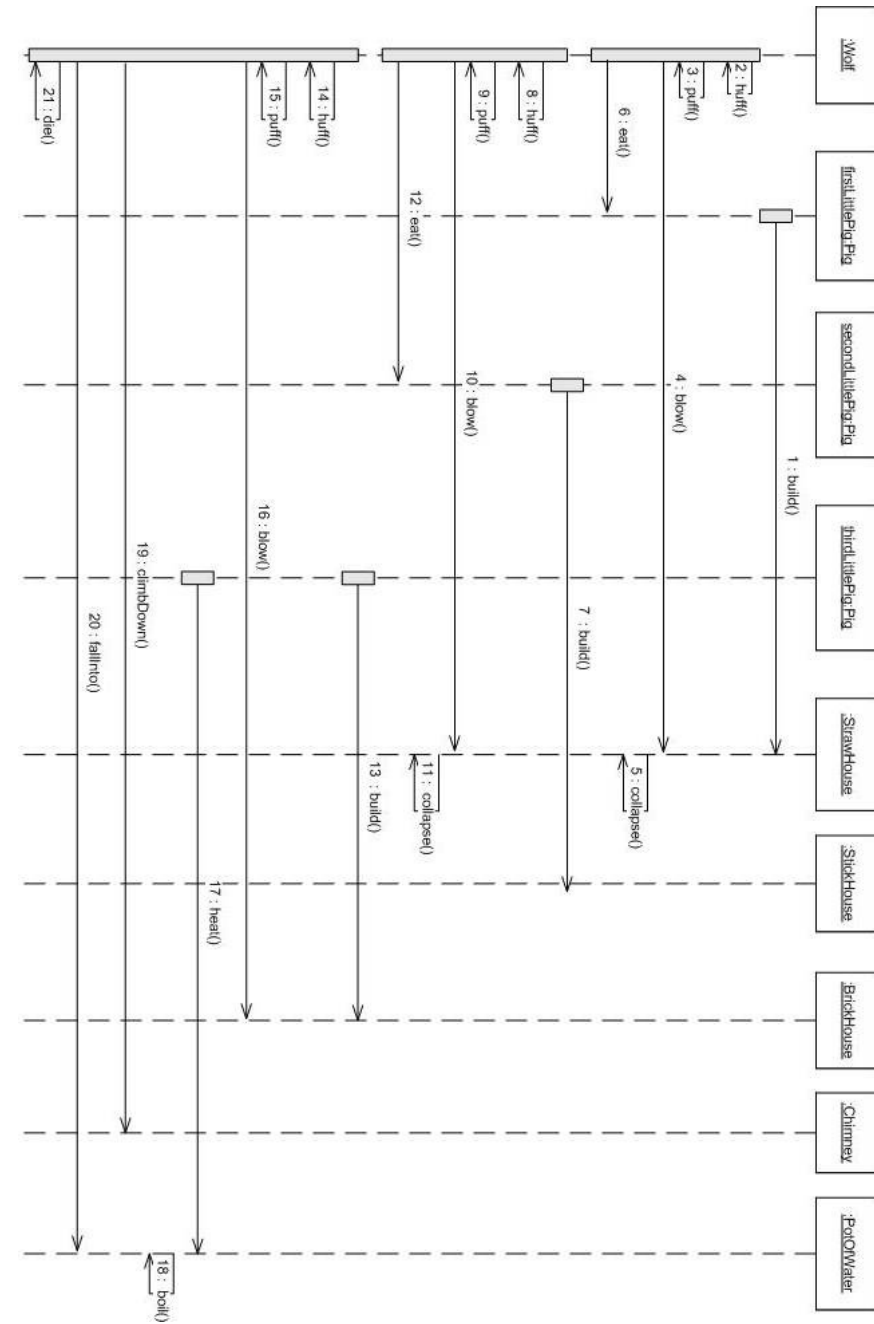 :Wolf
firstLittlePig:Pig
secondLittlePig:Pig
thirdLittlePig:Pig
:StrawHouse
:StickHouse
:BrickHouse
:Chimney
:PotOfWater
1 : build()
2 : huff()
3 : puff()
4 : blow()
5 : collapse()
6 : eat()
7 : build()
8 : huff()
9 : puff()
10 : blow()
11 : collapse()
12 : eat()
13 : build()
14 : huff()
15 : puff()
16 : blow()
17 : heat()
18 : boil()
19 : climbDown()
20 : fallInto()
21 : die()